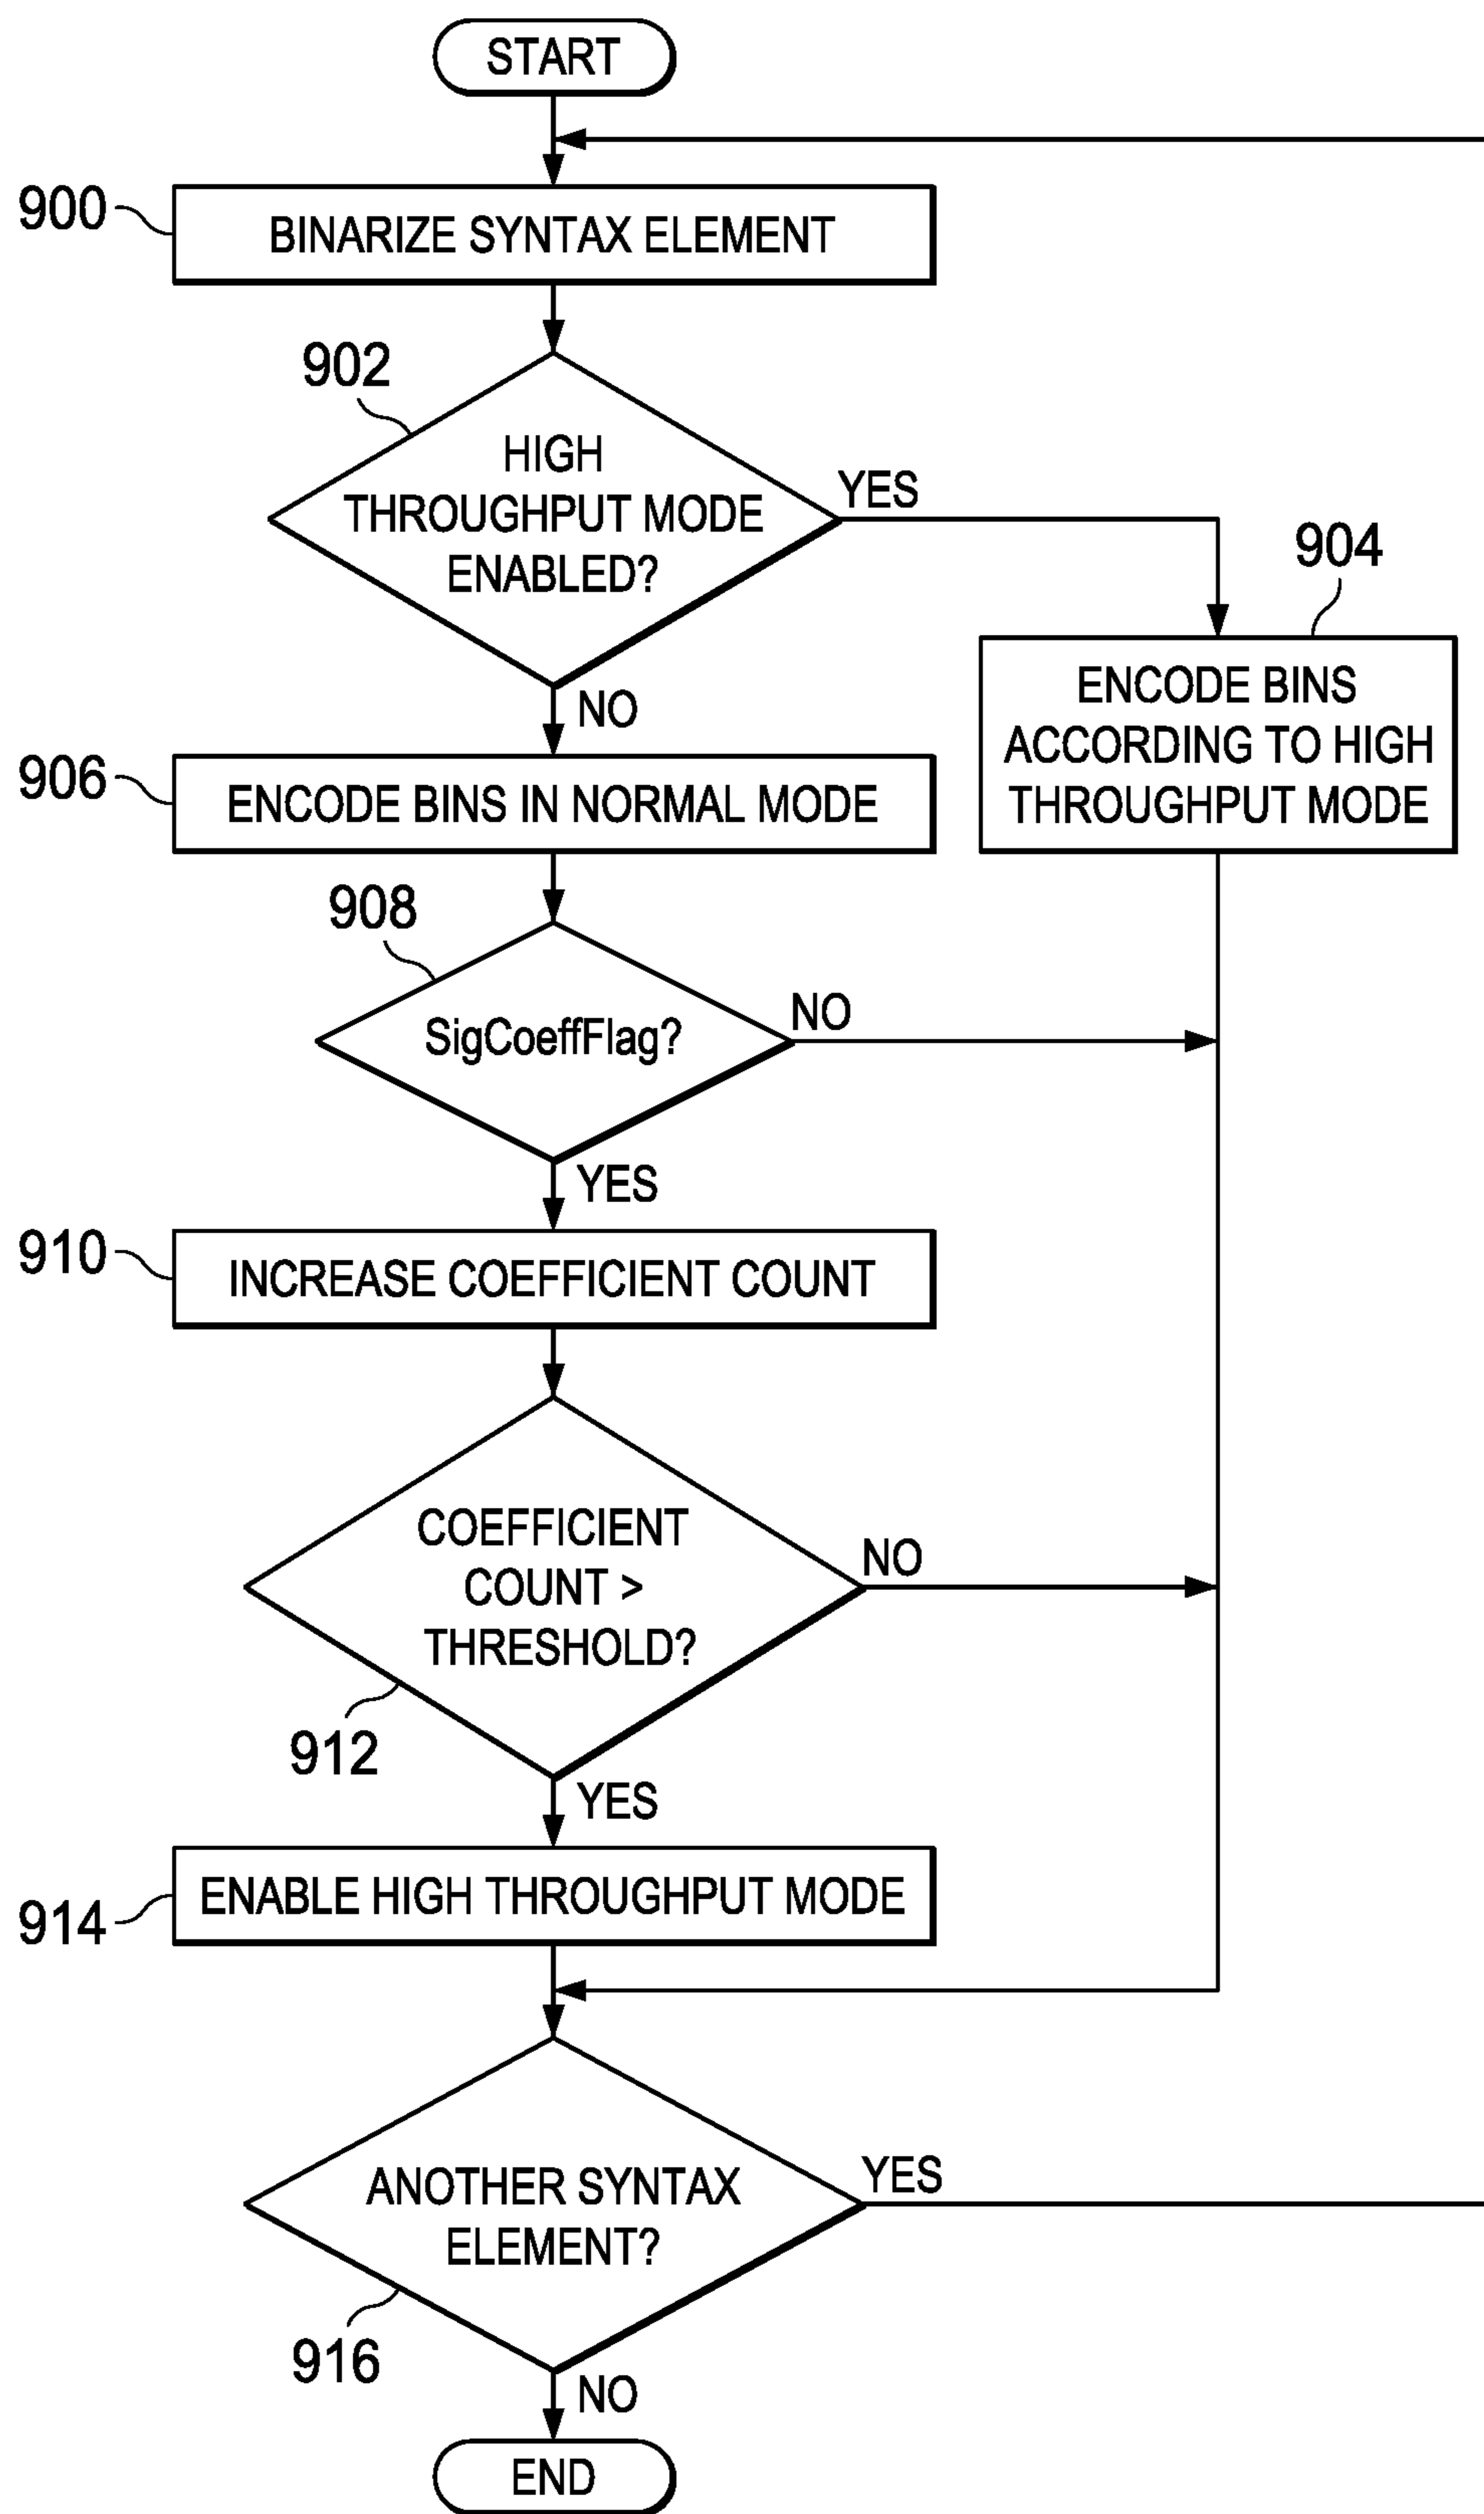 START
900
BINARIZE SYNTAX ELEMENT
902
HIGH
THROUGHPUT MODE
ENABLED?
YES
904
ENCODE BINS
ACCORDING TO HIGH
THROUGHPUT MODE
NO
906
ENCODE BINS IN NORMAL MODE
908
SigCoeffFlag?
NO
YES
910
INCREASE COEFFICIENT COUNT
COEFFICIENT
COUNT >
THRESHOLD?
NO
912
YES
914
ENABLE HIGH THROUGHPUT MODE
ANOTHER SYNTAX
ELEMENT?
YES
916
NO
END